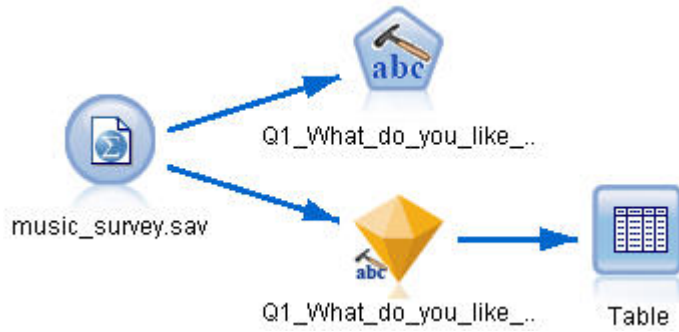 abc
Q1_What_do_you_like_..
music_survey.sav
abc
Q1_What_do_you_like_..
Table